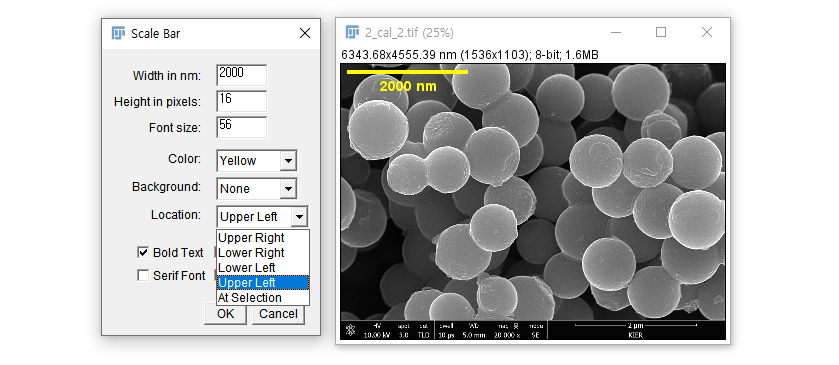 Scale Bar
Width in nm: 2000
Height in pixels: 16
Font size: 56
Color: Yellow
Background: None
Location: Upper Left
Upper Right
Lower Right
Lower Left
Upper Left
At Selection
Bold Text
Serif Font
OK Cancel
2_cal_2.tif (25%)
6343.68x4555.39 nm (1536x1103); 8-bit; 1.6MB
2000 nm
HV spot det dwell WD mag mode 2 µm
10.00 kV 3.0 TLD 10 µs 5.0 mm 20 000 x SE KIER